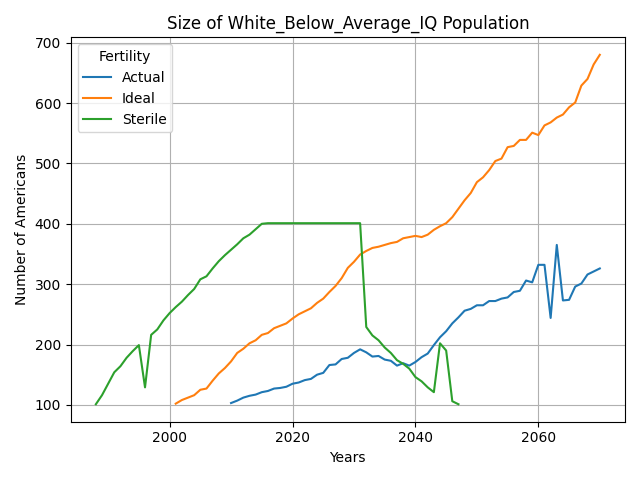 Size of White_Below_Average_IQ Population
Number of Americans
700
600
500
400
300
200
100
Fertility
Actual
Ideal
Sterile
2000
2020
2040
2060
Years